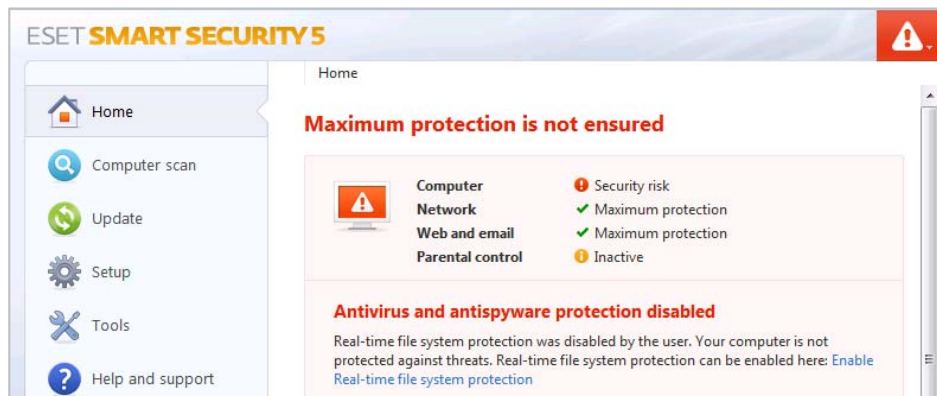 ESET SMART SECURITY 5
Home
Home
Computer scan
Update
Setup
Tools
Help and support
Maximum protection is not ensured
Computer Security risk
Network Maximum protection
Web and email Maximum protection
Parental control Inactive
Antivirus and antispyware protection disabled
Real-time file system protection was disabled by the user. Your computer is not
protected against threats. Real-time file system protection can be enabled here: Enable
Real-time file system protection